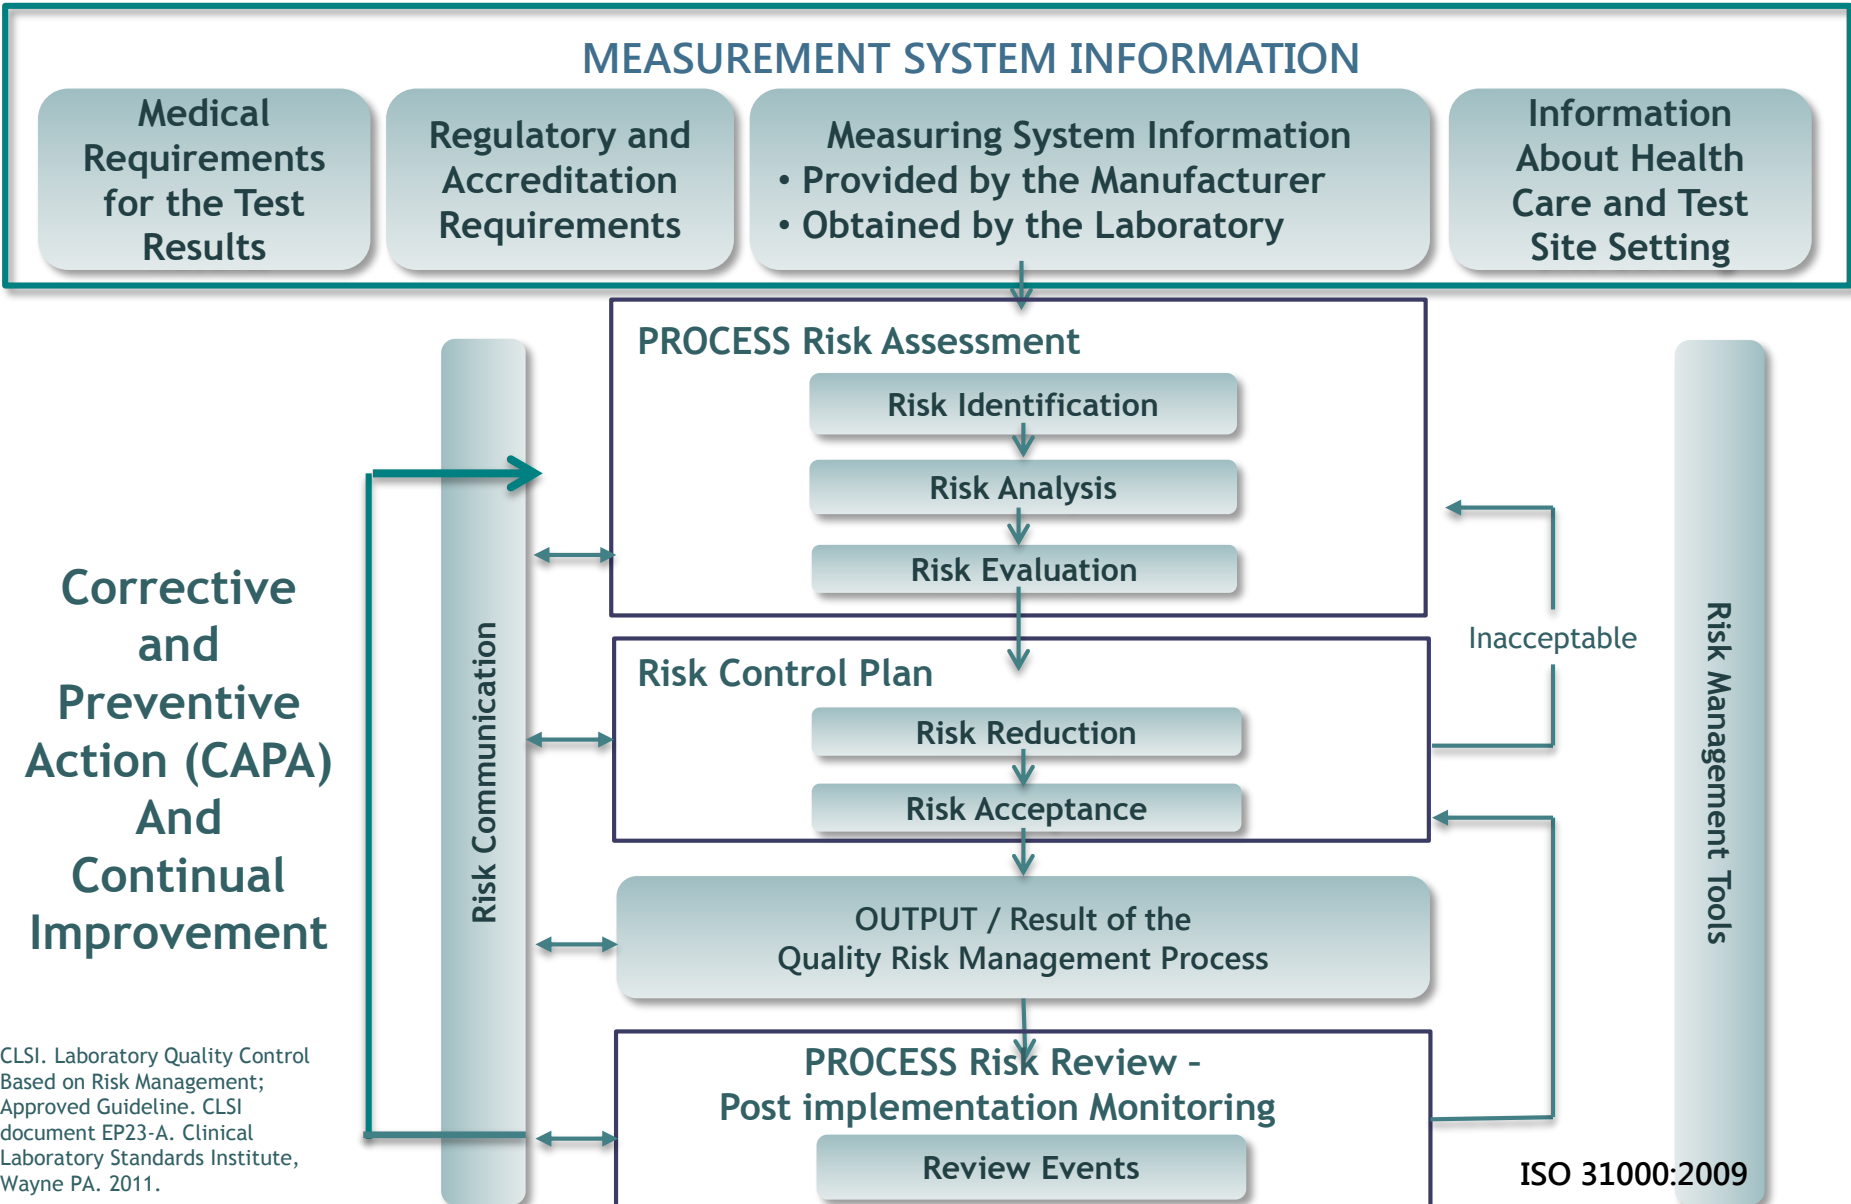 MEASUREMENT SYSTEM INFORMATION
Medical
Requirements
for the Test
Results
Regulatory and
Accreditation
Requirements
Measuring System Information
• Provided by the Manufacturer
• Obtained by the Laboratory
Information
About Health
Care and Test
Site Setting
PROCESS Risk Assessment
Risk Identification
Risk Analysis
Risk Evaluation
Risk Control Plan
Risk Reduction
Risk Acceptance
Inacceptable
OUTPUT / Result of the
Quality Risk Management Process
PROCESS Risk Review -
Post implementation Monitoring
Review Events
Risk Communication
Risk Management Tools
Corrective
and
Preventive
Action (CAPA)
And
Continual
Improvement
CLSI. Laboratory Quality Control
Based on Risk Management;
Approved Guideline. CLSI
document EP23-A. Clinical
Laboratory Standards Institute,
Wayne PA. 2011.
ISO 31000:2009